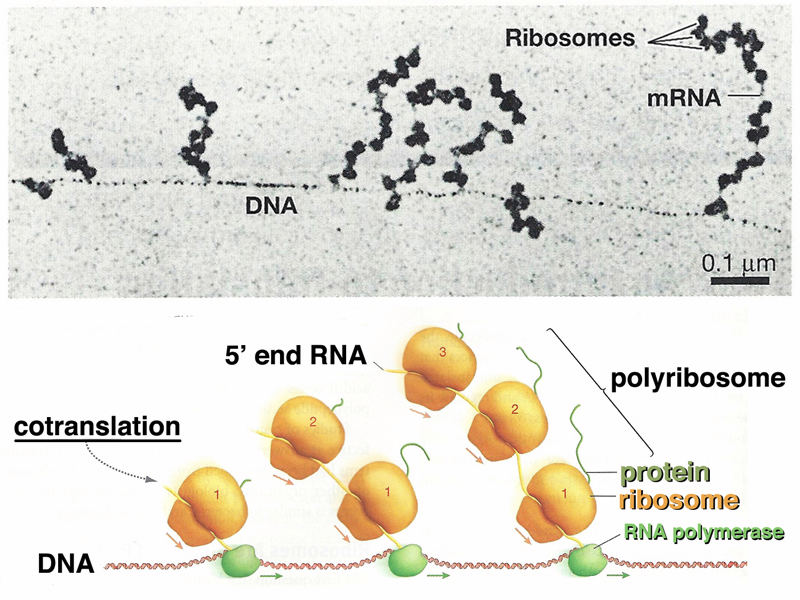 Ribosomes
mRNA
DNA
0.1 μm
5' end RNA
3
polyribosome
2
2
cotranslation
protein
1
1
1
ribosome
RNA polymerase
DNA